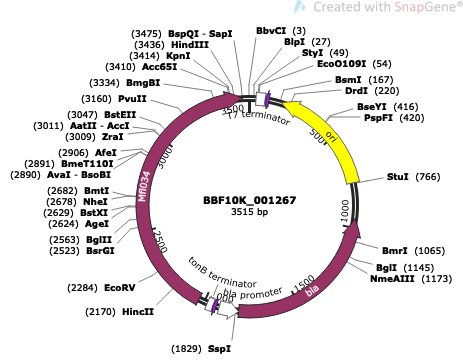 Created with SnapGene®
(3475) BspQI - SapI
(3436) HindIII
(3414) KpnI
(3410) Acc65I
(3334) BmgBI
(3160) PvuII
(3047) BstEII
(3011) AatII - AccI
(3009) ZraI
(2906) AfeI
(2891) BmeT110I
(2890) AvaI - BsoBI
(2682) BmtI
(2678) NheI
(2629) BstXI
(2624) AgeI
(2563) BglII
(2523) BsrGI
(2284) EcoRV
(2170) HincII
(1829) SspI
BbvCI (3)
BlpI (27)
StyI (49)
EcoO109I (54)
BsmI (167)
DrdI (220)
BseYI (416)
PspFI (420)
StuI (766)
BmrI (1065)
BglI (1145)
NmeAIII (1173)
T7 terminator
ori
bla
bla promoter
tonB terminator
Mfl034
500
1000
1500
2500
3000
3500
BBF10K_001267
3515 bp